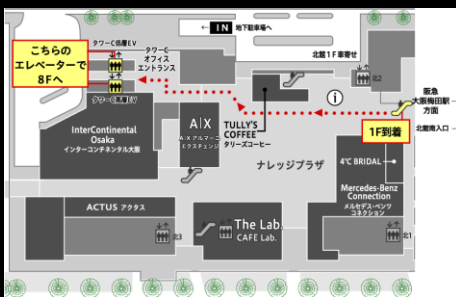 IN 地下駐車場へ
北館1F車寄せ
こちらの
エレベーターで
8Fへ
タワーC低層EV
タワーC低層EV
タワーC
オフィス
エントランス
北2
阪急
大阪梅田駅
方面
1F到着
北館南入口
InterContinental
Osaka
インターコンチネンタル大阪
A|X
A|X アルマーニ
エクスチェンジ
TULLY'S
COFFEE
タリーズコーヒー
ナレッジプラザ
4℃ BRIDAL
Mercedes-Benz
Connection
メルセデス・ベンツ
コネクション
ACTUS アクタス
北3
The Lab.
CAFE Lab.
北1